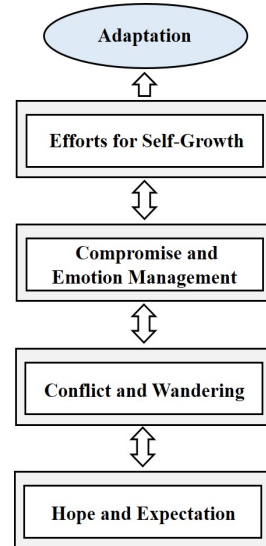 Adaptation
Efforts for Self-Growth
Compromise and
Emotion Management
Conflict and Wandering
Hope and Expectation